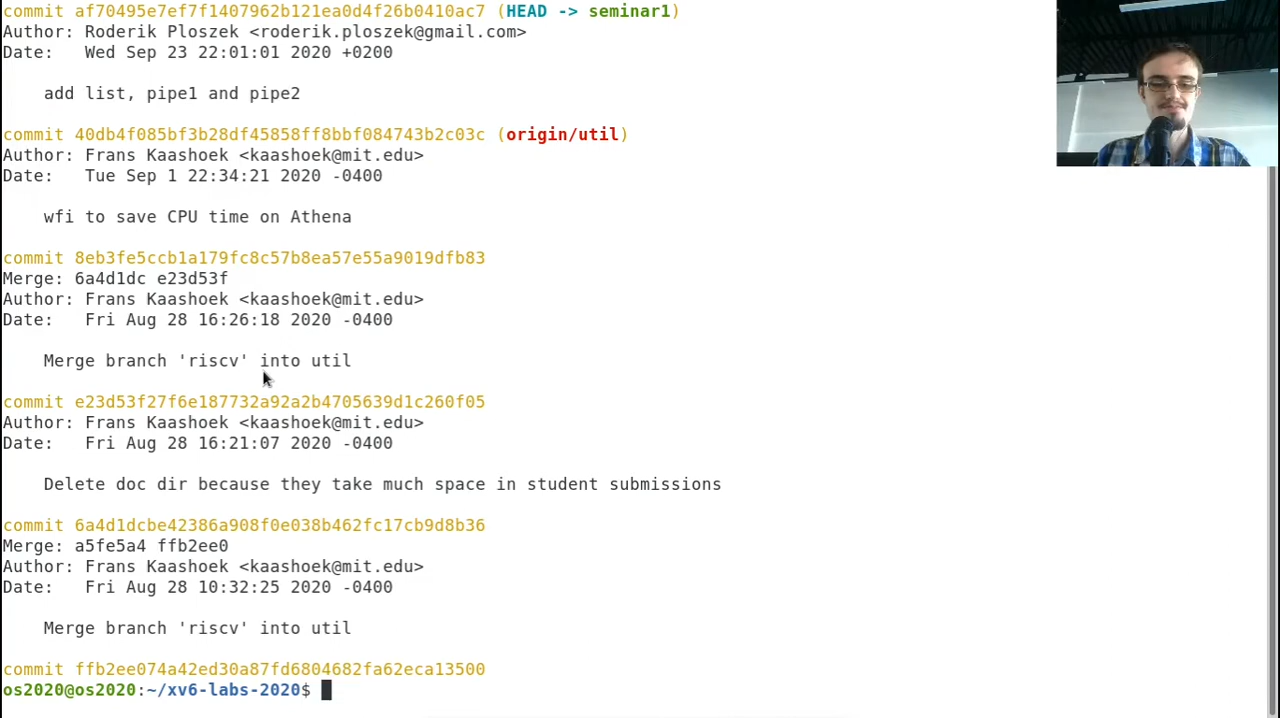 commit af70495e7ef7f1407962b121ea0d4f26b0410ac7 (HEAD -> seminar1)
Author: Roderik Ploszek <roderik.ploszek@gmail.com>
Date:   Wed Sep 23 22:01:01 2020 +0200
add list, pipe1 and pipe2
commit 40db4f085bf3b28df45858ff8bbf084743b2c03c (origin/util)
Author: Frans Kaashoek <kaashoek@mit.edu>
Date:   Tue Sep 1 22:34:21 2020 -0400
wfi to save CPU time on Athena
commit 8eb3fe5ccb1a179fc8c57b8ea57e55a9019dfb83
Merge: 6a4d1dc e23d53f
Author: Frans Kaashoek <kaashoek@mit.edu>
Date:   Fri Aug 28 16:26:18 2020 -0400
Merge branch 'riscv' into util
commit e23d53f27f6e187732a92a2b4705639d1c260f05
Author: Frans Kaashoek <kaashoek@mit.edu>
Date:   Fri Aug 28 16:21:07 2020 -0400
Delete doc dir because they take much space in student submissions
commit 6a4d1dcbe42386a908f0e038b462fc17cb9d8b36
Merge: a5fe5a4 ffb2ee0
Author: Frans Kaashoek <kaashoek@mit.edu>
Date:   Fri Aug 28 10:32:25 2020 -0400
Merge branch 'riscv' into util
commit ffb2ee074a42ed30a87fd6804682fa62eca13500
os2020@os2020:~/xv6-labs-2020$